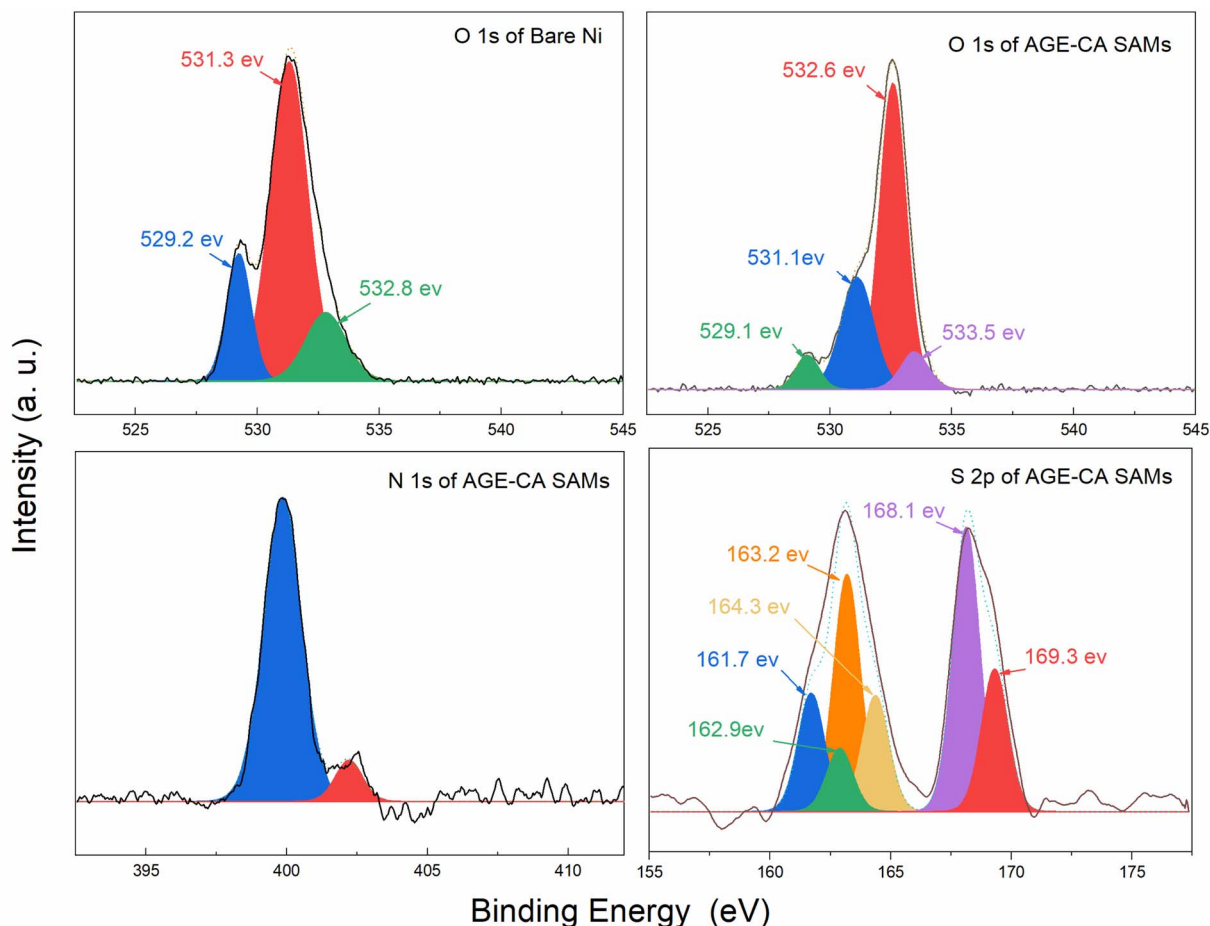 O 1s of Bare Ni
531.3 ev
529.2 ev
532.8 ev
525 530 535 540 545
O 1s of AGE-CA SAMs
532.6 ev
531.1ev
529.1 ev
533.5 ev
525 530 535 540 545
N 1s of AGE-CA SAMs
395 400 405 410
S 2p of AGE-CA SAMs
168.1 ev
163.2 ev
164.3 ev
161.7 ev
169.3 ev
162.9ev
155 160 165 170 175
Intensity (a. u.)
Binding Energy (eV)